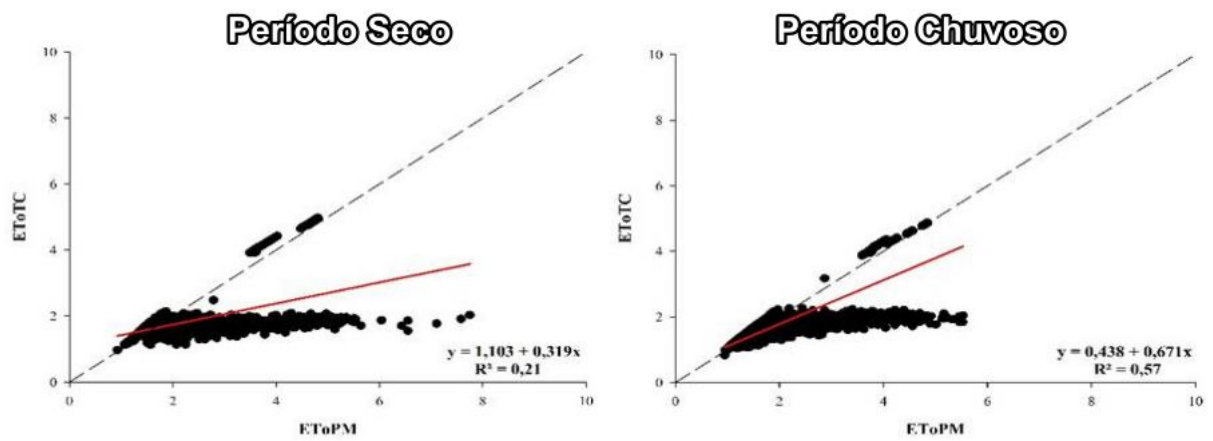 Período Seco
10
8
6
4
2
0
0 2 4 6 8 10
EToTC
EToPM
y = 1,103 + 0,319x
R² = 0,21
Período Chuvoso
10
8
6
4
2
0
0 2 4 6 8 10
EToTC
EToPM
y = 0,438 + 0,671x
R² = 0,57